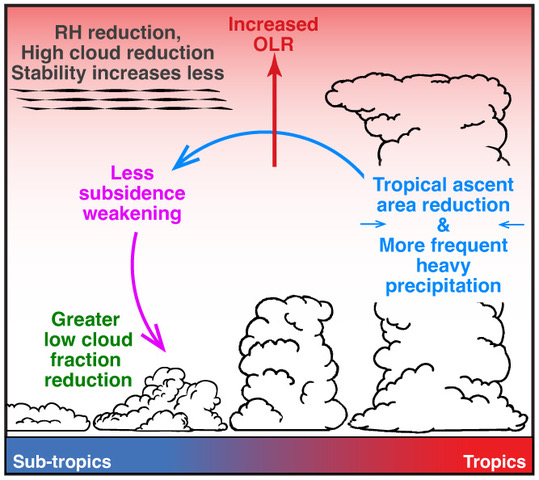 RH reduction,
High cloud reduction
Stability increases less
Increased
OLR
Less
subsidence
weakening
Tropical ascent
area reduction
&
More frequent
heavy
precipitation
Greater
low cloud
fraction
reduction
Sub-tropics
Tropics